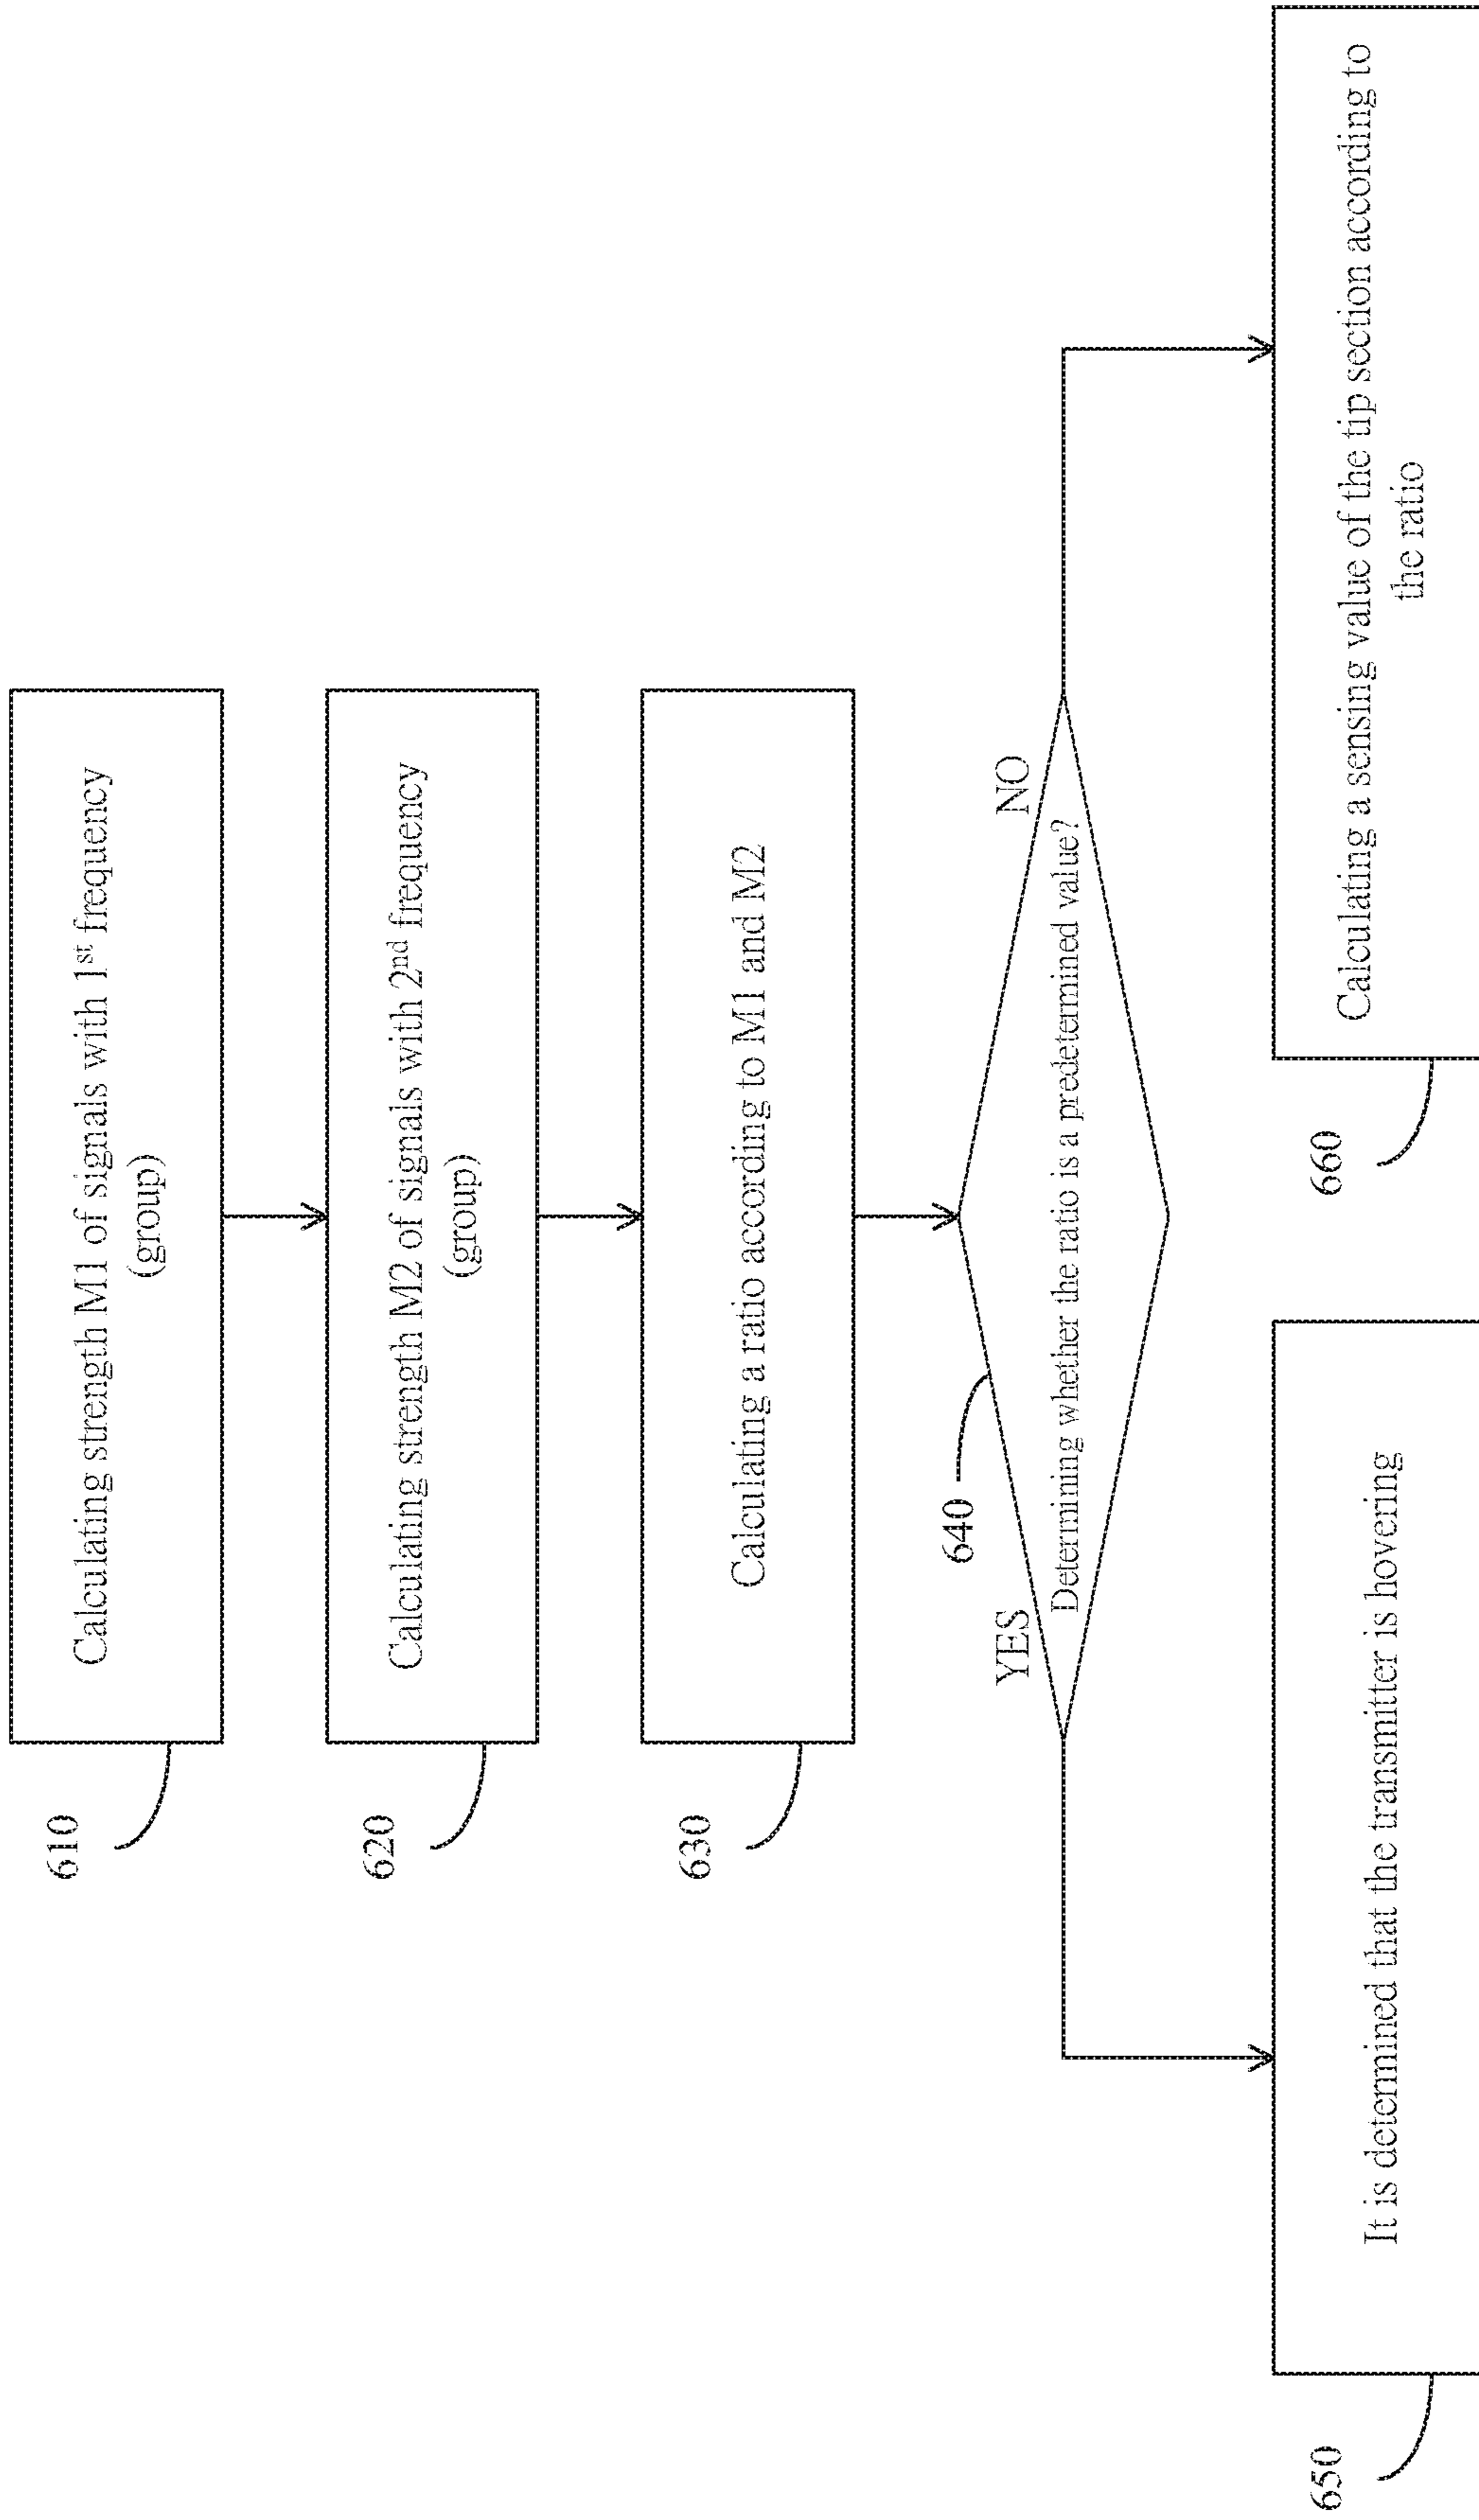 610
Calculating strength M1 of signals with 1st frequency
(group)
620
Calculating strength M2 of signals with 2nd frequency
(group)
630
Calculating a ratio according to M1 and M2
640
YES
NO
Determining whether the ratio is a predetermined value?
650
It is determined that the transmitter is hovering
660
Calculating a sensing value of the tip section according to
the ratio